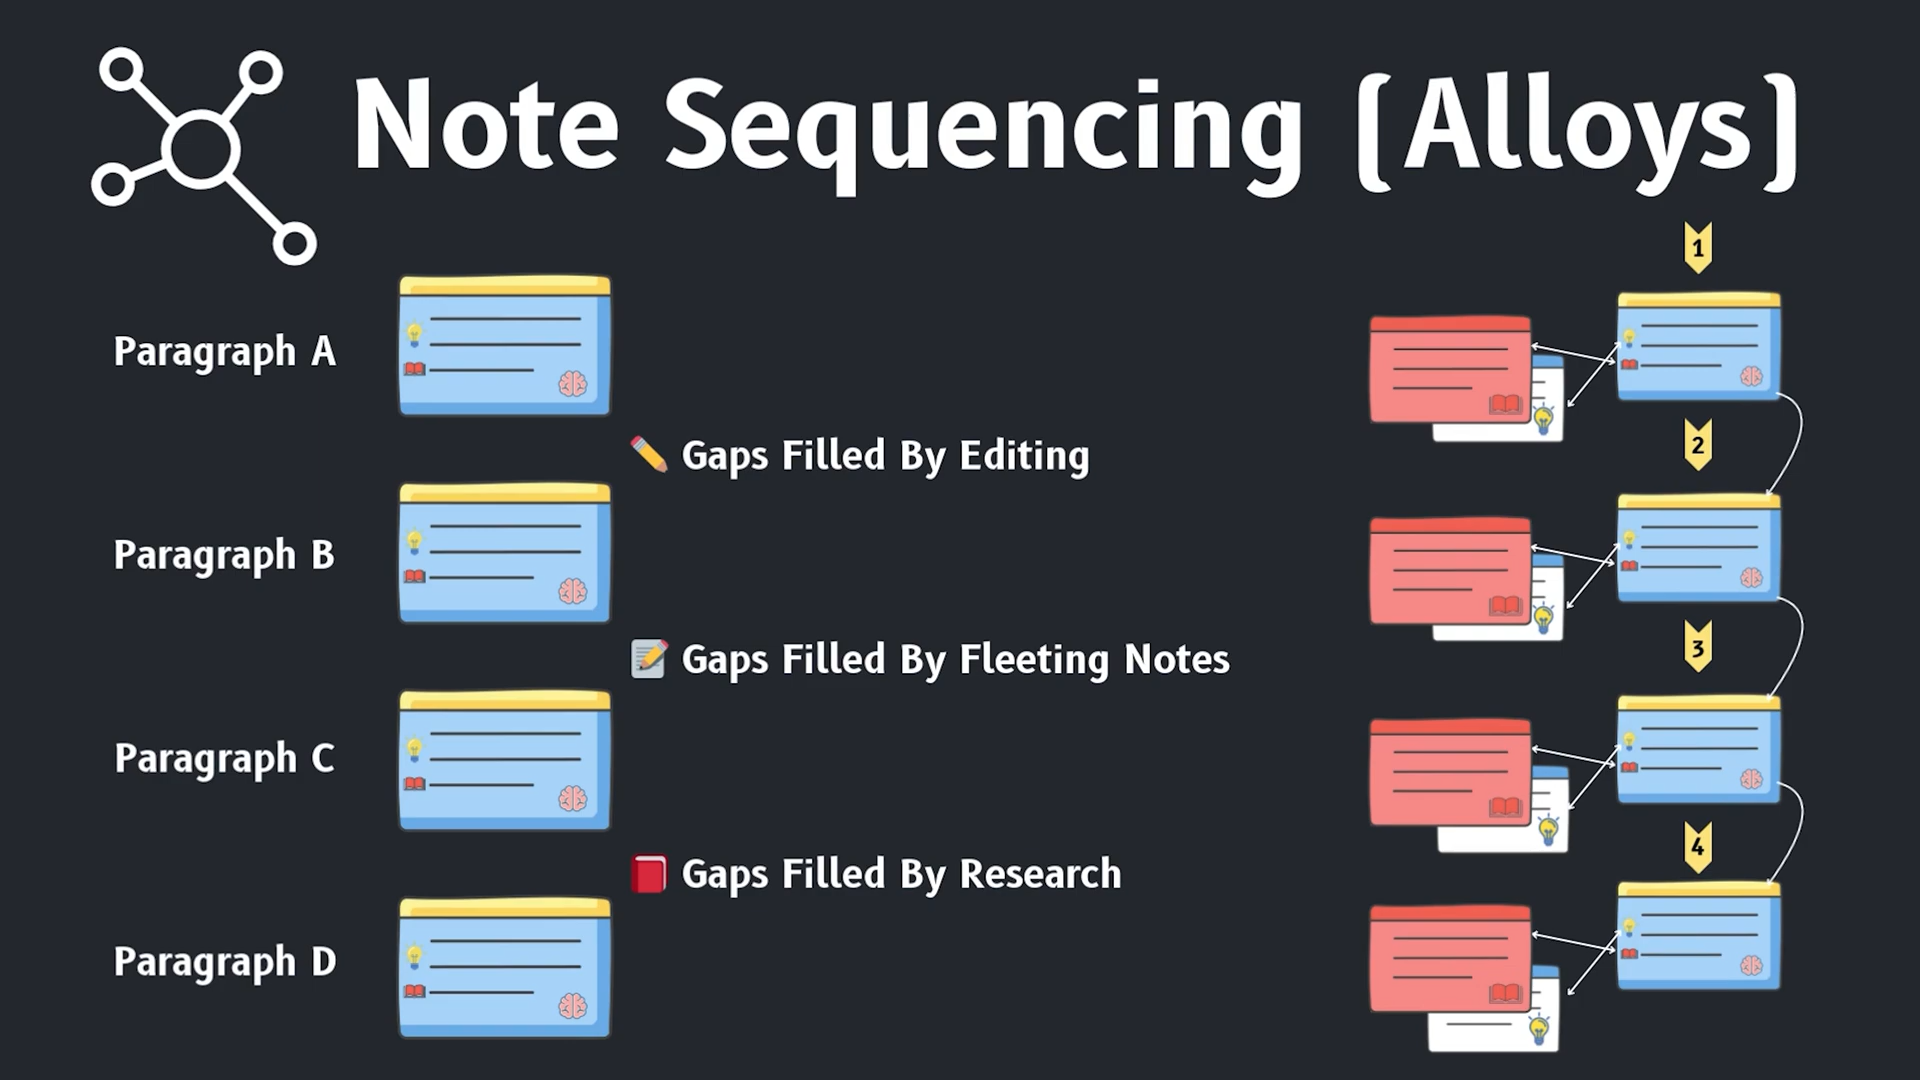 Note Sequencing (Alloys)
1
Paragraph A
Gaps Filled By Editing
2
Paragraph B
Gaps Filled By Fleeting Notes
3
Paragraph C
Gaps Filled By Research
4
Paragraph D